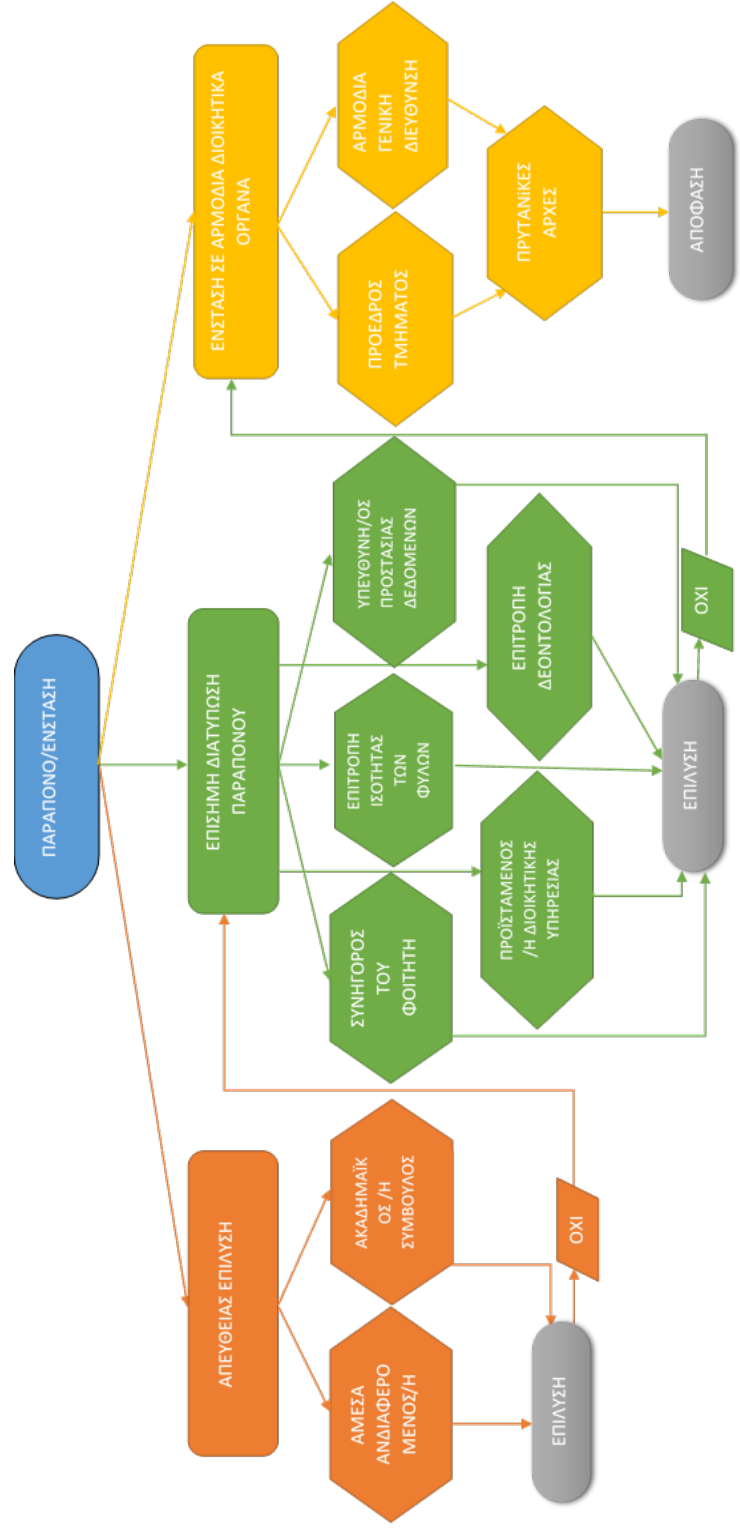 ΠΑΡΑΠΟΝΟ/ΕΝΣΤΑΣΗ
ΑΠΕΥΘΕΙΑΣ ΕΠΙΛΥΣΗ
ΕΠΙΣΗΜΗ ΔΙΑΤΥΠΩΣΗ
ΠΑΡΑΠΟΝΟΥ
ΕΝΣΤΑΣΗ ΣΕ ΑΡΜΟΔΙΑ ΔΙΟΙΚΗΤΙΚΑ
ΟΡΓΑΝΑ
ΑΜΕΣΑ
ΑΝΔΙΑΦΕΡΟ
ΜΕΝΟΣ/Η
ΑΚΑΔΗΜΑΪΚ
ΟΣ /Η
ΣΥΜΒΟΥΛΟΣ
ΣΥΝΗΓΟΡΟΣ
ΤΟΥ
ΦΟΙΤΗΤΗ
ΕΠΙΤΡΟΠΗ
ΙΣΟΤΗΤΑΣ
ΤΩΝ
ΦΥΛΩΝ
ΥΠΕΥΘΥΝΗ/ΟΣ
ΠΡΟΣΤΑΣΙΑΣ
ΔΕΔΟΜΕΝΩΝ
ΠΡΟΕΔΡΟΣ
ΤΜΗΜΑΤΟΣ
ΑΡΜΟΔΙΑ
ΓΕΝΙΚΗ
ΔΙΕΥΘΥΝΣΗ
ΠΡΟΪΣΤΑΜΕΝΟΣ
/Η ΔΙΟΙΚΗΤΙΚΗΣ
ΥΠΗΡΕΣΙΑΣ
ΕΠΙΤΡΟΠΗ
ΔΕΟΝΤΟΛΟΓΙΑΣ
ΠΡΥΤΑΝίΚΕΣ
ΑΡΧΕΣ
ΕΠΙΛΥΣΗ
ΟΧΙ
ΕΠΙΛΥΣΗ
ΟΧΙ
ΑΠΟΦΑΣΗ